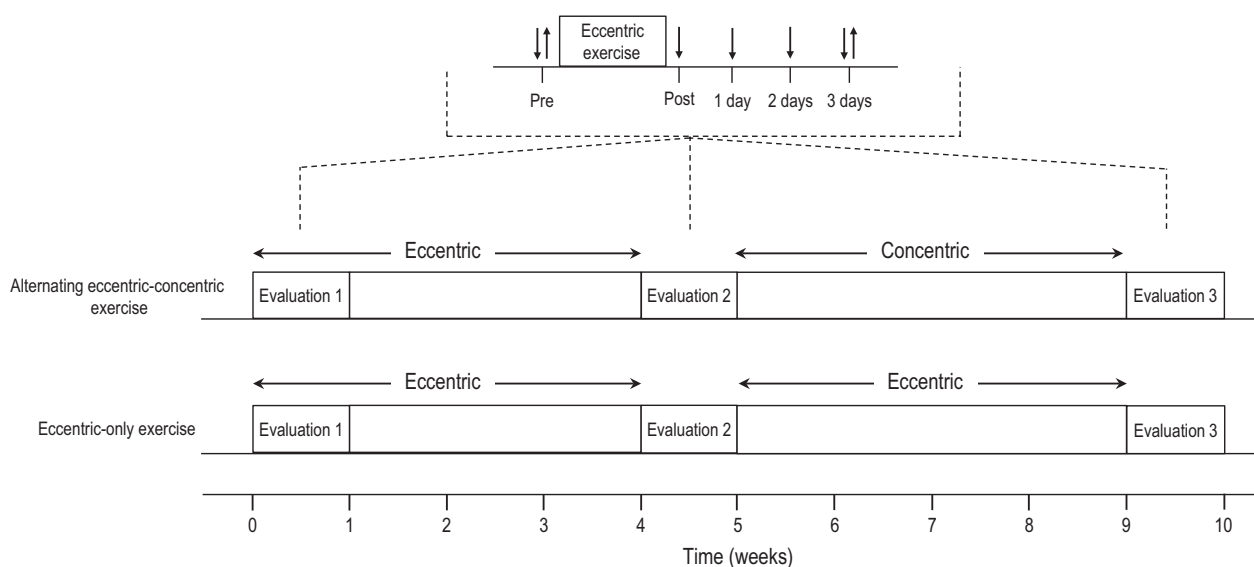 Eccentric
exercise
Pre
Post
1 day
2 days
3 days
Eccentric
Concentric
Alternating eccentric-concentric
exercise
Evaluation 1
Evaluation 2
Evaluation 3
Eccentric
Eccentric
Eccentric-only exercise
Evaluation 1
Evaluation 2
Evaluation 3
0
1
2
3
4
5
6
7
8
9
10
Time (weeks)